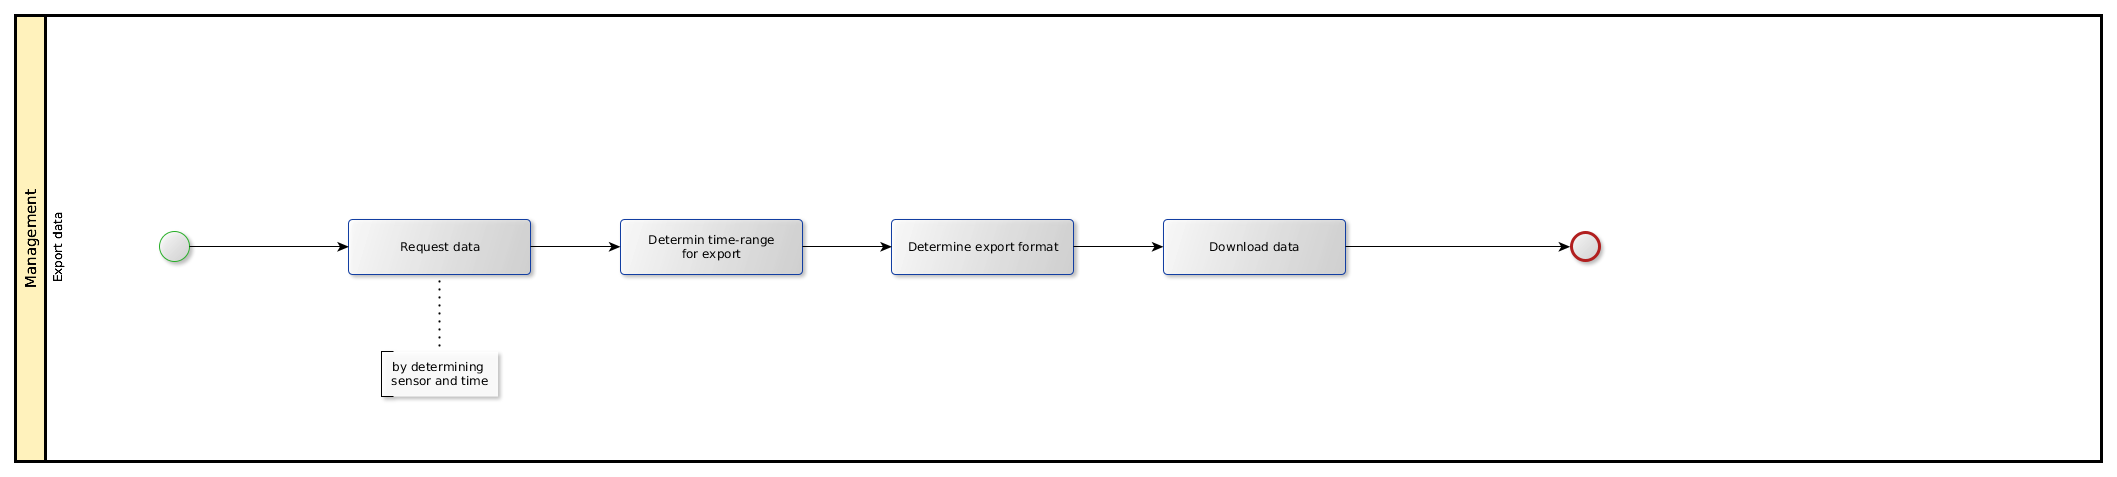 Management
Export data
Request data
Determin time-range
for export
Determine export format
Download data
by determining
sensor and time